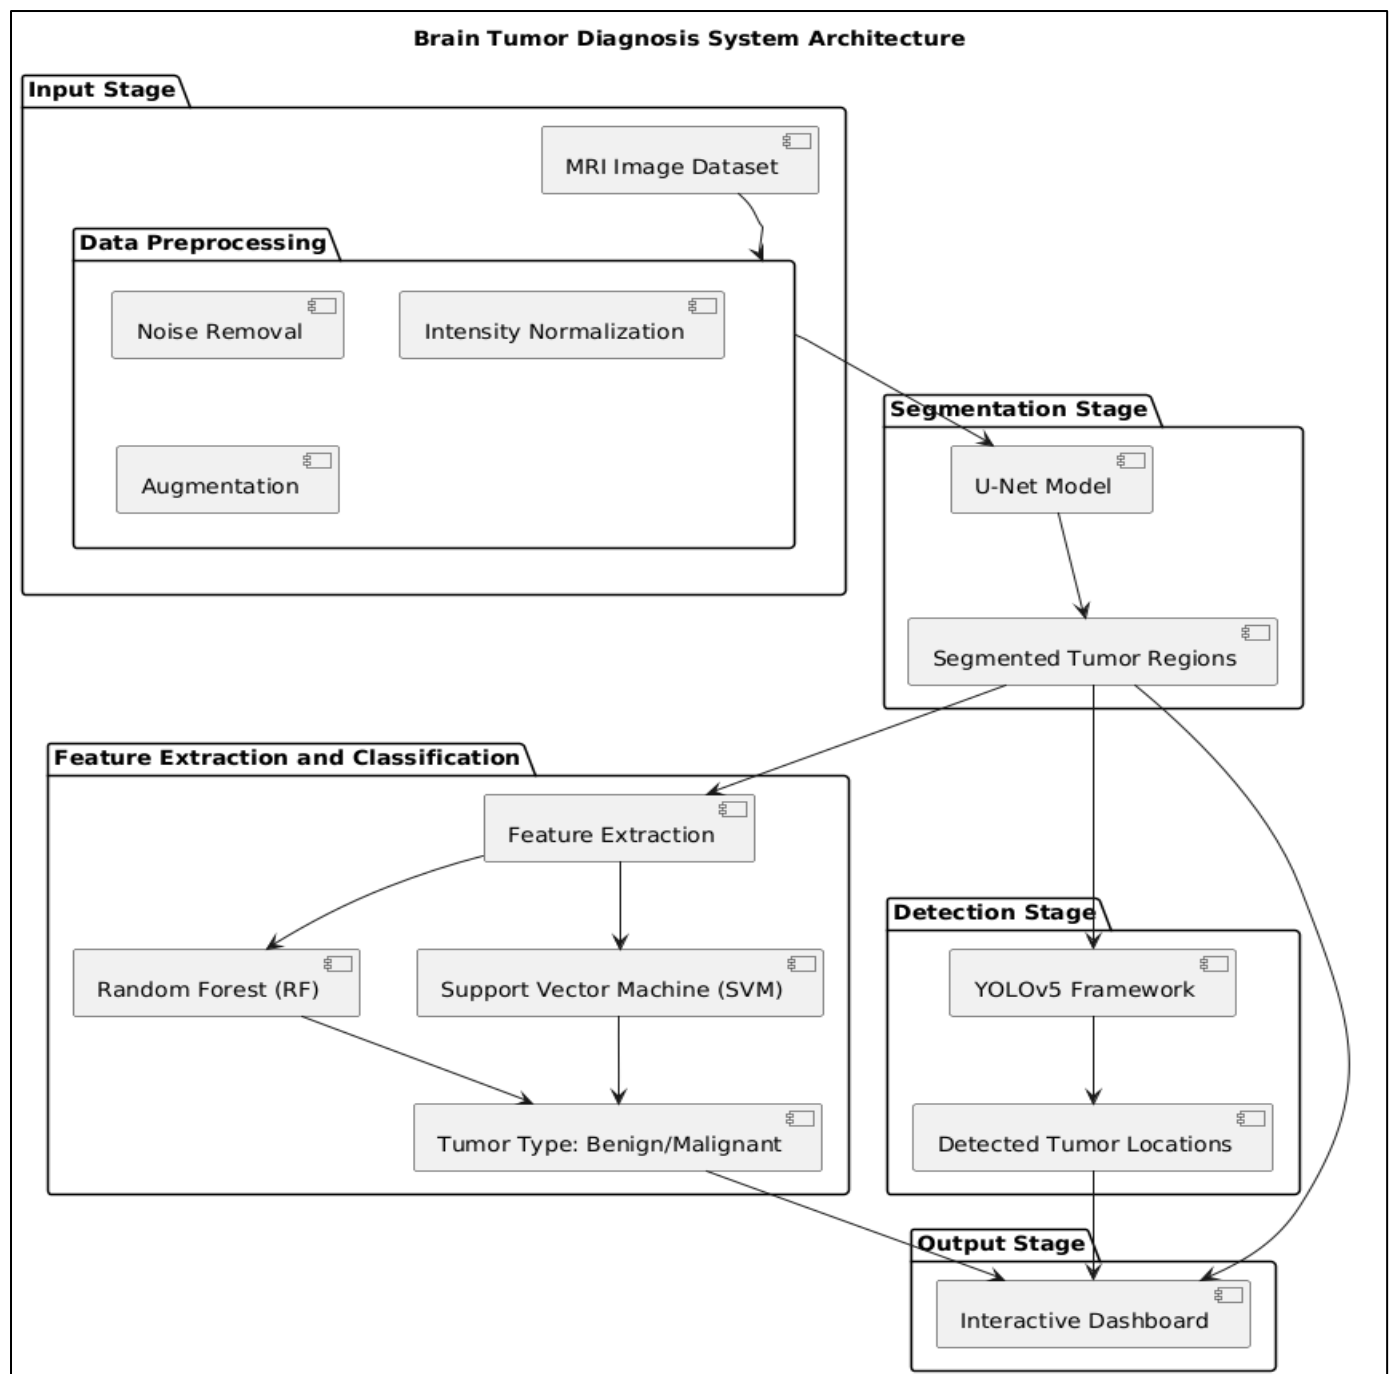 Brain Tumor Diagnosis System Architecture
Input Stage
MRI Image Dataset
Data Preprocessing
Noise Removal
Intensity Normalization
Augmentation
Segmentation Stage
U-Net Model
Segmented Tumor Regions
Feature Extraction and Classification
Feature Extraction
Random Forest (RF)
Support Vector Machine (SVM)
Tumor Type: Benign/Malignant
Detection Stage
YOLOv5 Framework
Detected Tumor Locations
Output Stage
Interactive Dashboard